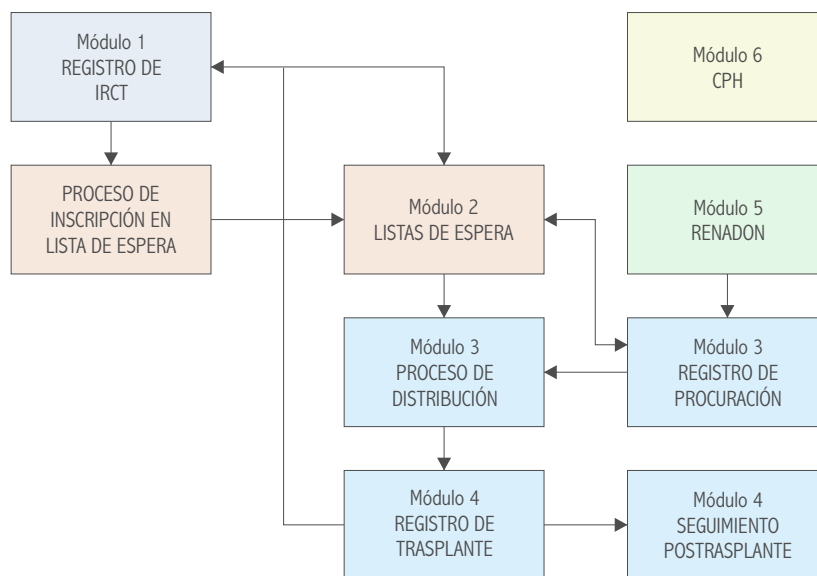 Módulo 1
REGISTRO DE
IRCT
Módulo 6
CPH
PROCESO DE
INSCRIPCIÓN EN
LISTA DE ESPERA
Módulo 2
LISTAS DE ESPERA
Módulo 5
RENADON
Módulo 3
PROCESO DE
DISTRIBUCIÓN
Módulo 3
REGISTRO DE
PROCURACIÓN
Módulo 4
REGISTRO DE
TRASPLANTE
Módulo 4
SEGUIMIENTO
POSTRASPLANTE